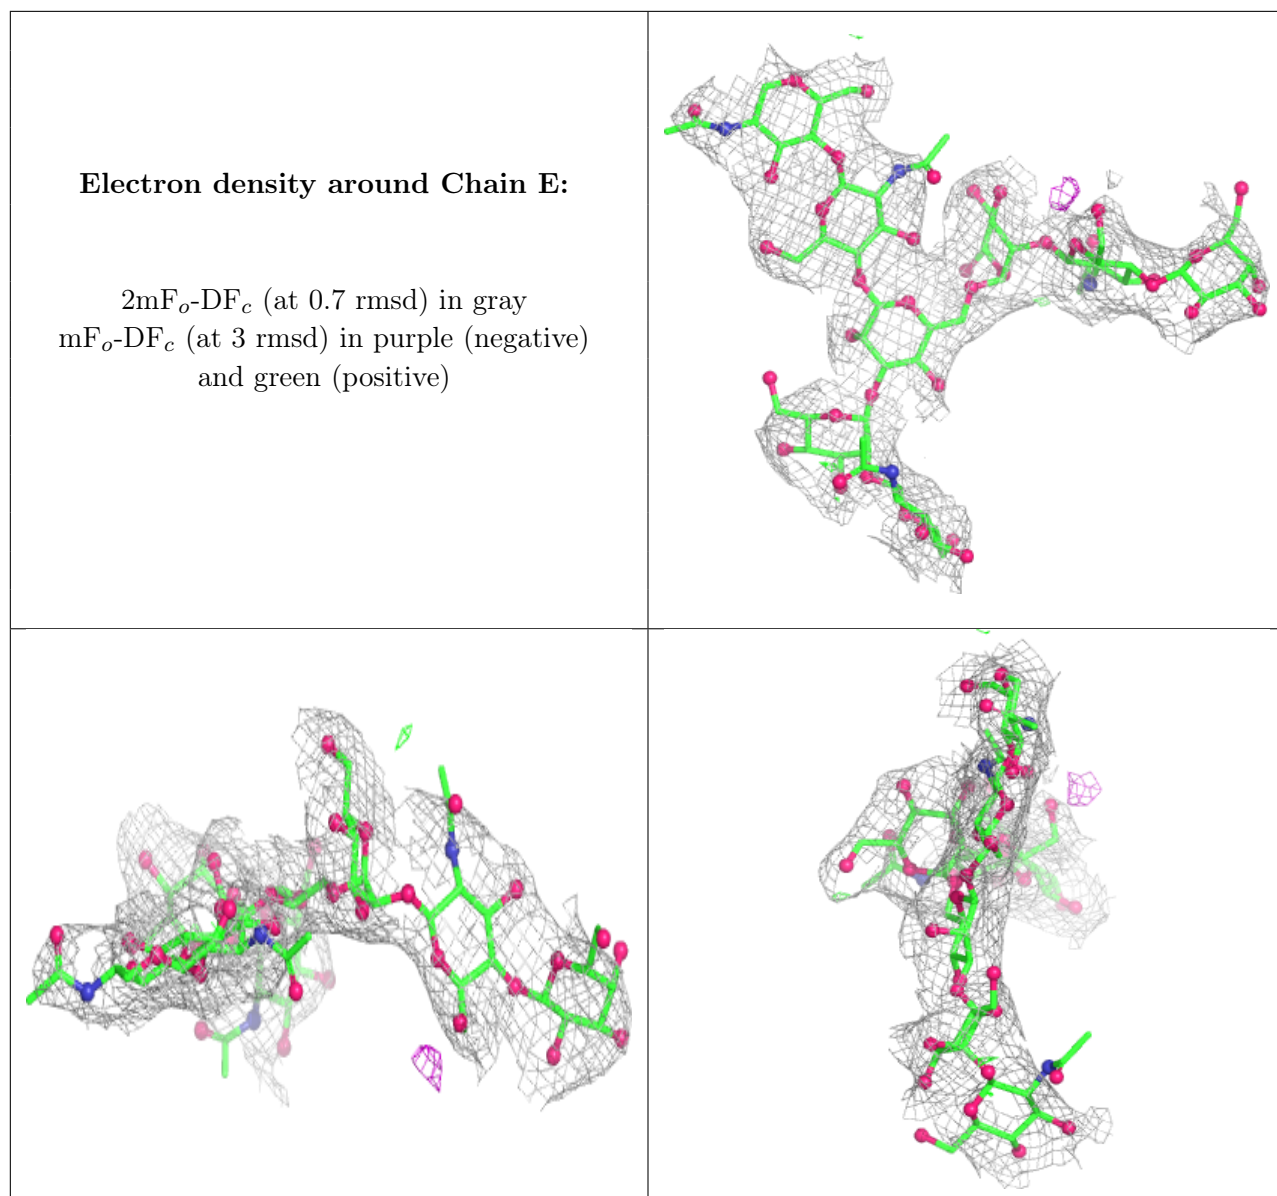 Electron density around Chain E:
2mFₒ-DF𝒸 (at 0.7 rmsd) in gray
mFₒ-DF𝒸 (at 3 rmsd) in purple (negative)
and green (positive)